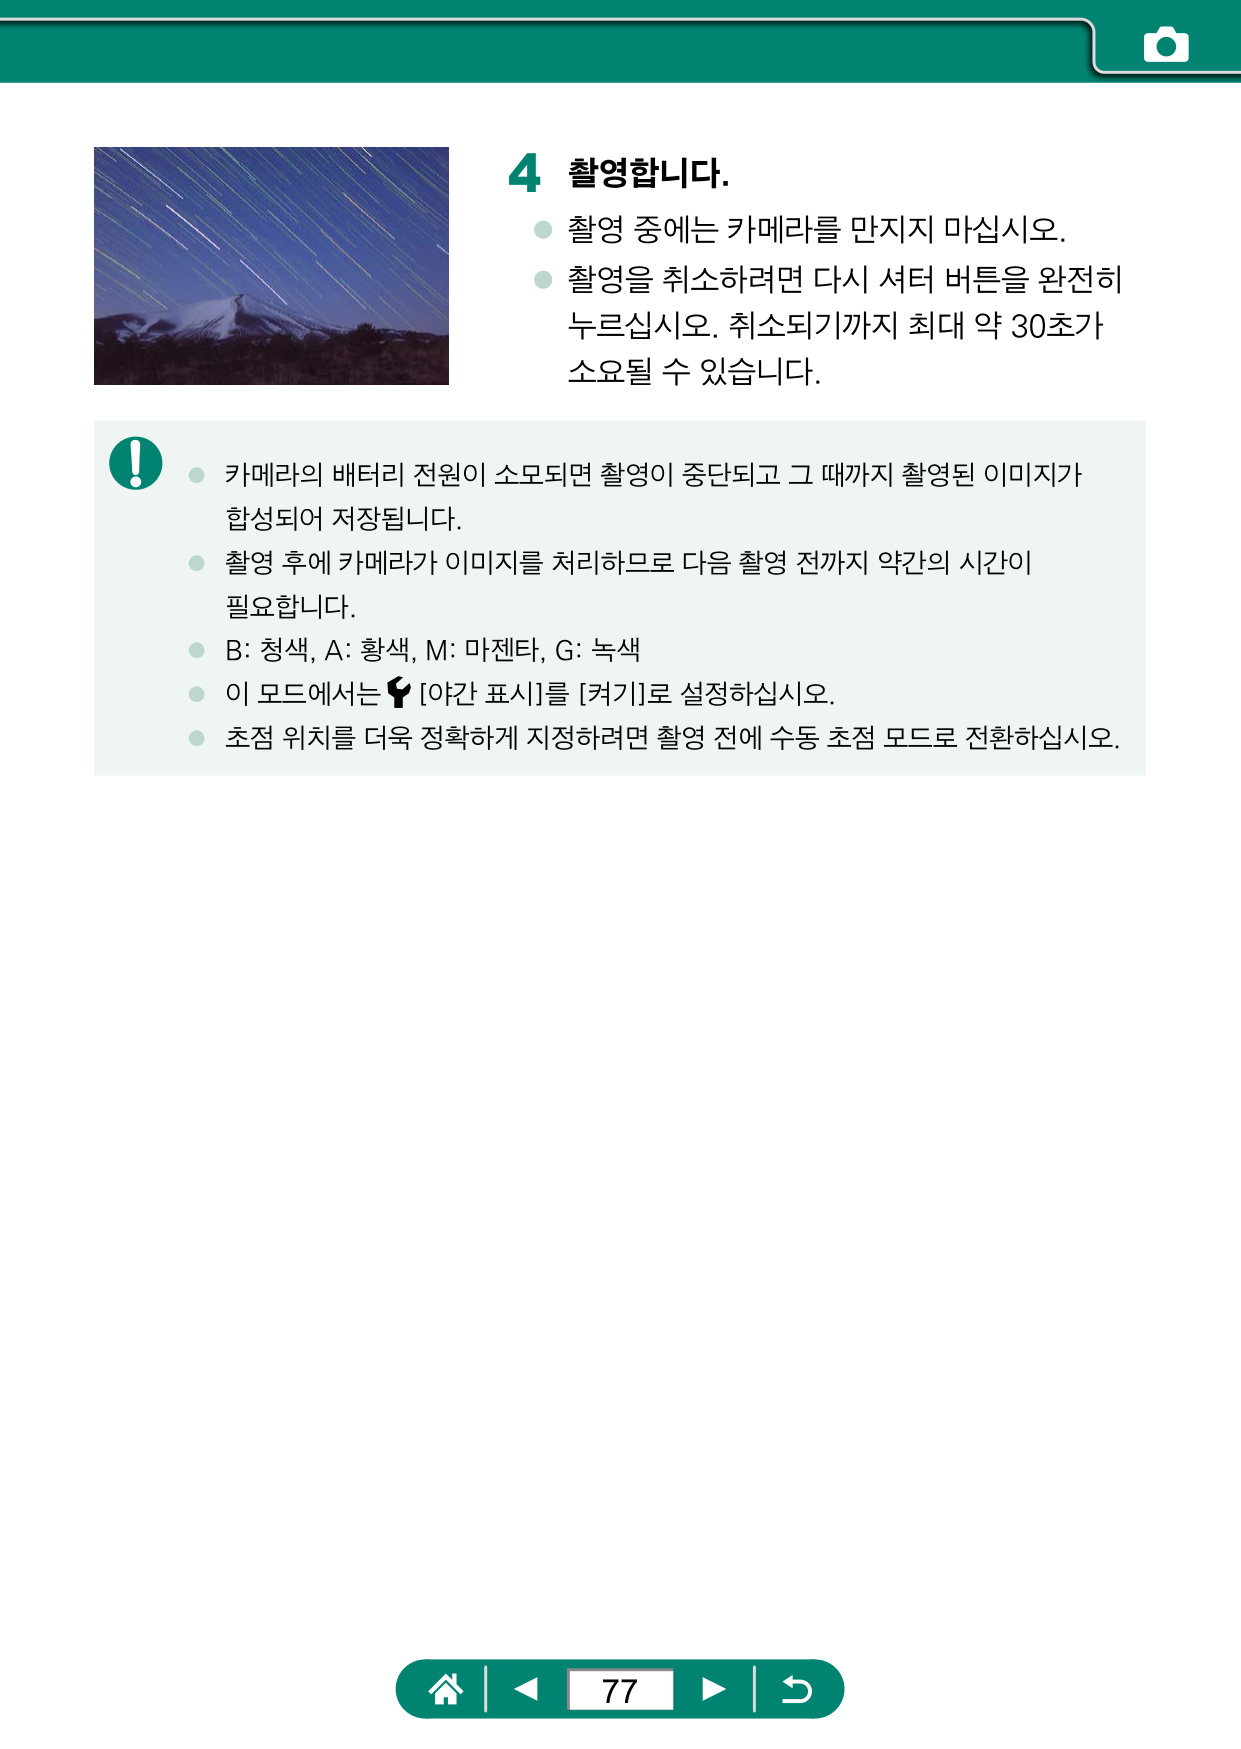 4 촬영합니다.
촬영 중에는 카메라를 만지지 마십시오.
촬영을 취소하려면 다시 셔터 버튼을 완전히
누르십시오. 취소되기까지 최대 약 30초가
소요될 수 있습니다.
카메라의 배터리 전원이 소모되면 촬영이 중단되고 그 때까지 촬영된 이미지가
합성되어 저장됩니다.
촬영 후에 카메라가 이미지를 처리하므로 다음 촬영 전까지 약간의 시간이
필요합니다.
B: 청색, A: 황색, M: 마젠타, G: 녹색
이 모드에서는 [야간 표시]를 [켜기]로 설정하십시오.
초점 위치를 더욱 정확하게 지정하려면 촬영 전에 수동 초점 모드로 전환하십시오.
77